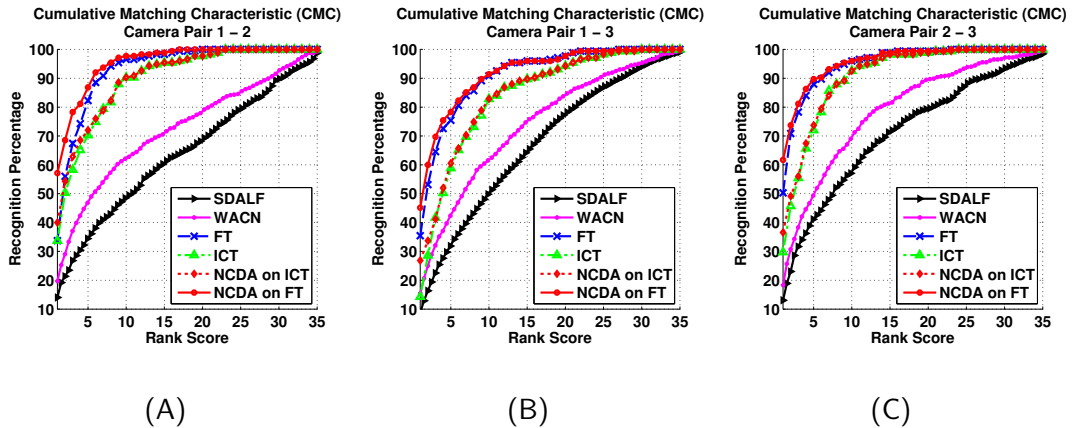 Cumulative Matching Characteristic (CMC)
Camera Pair 1 – 2
Recognition Percentage
100
90
80
70
60
50
40
30
20
10
SDALF
WACN
FT
ICT
NCDA on ICT
NCDA on FT
5 10 15 20 25 30 35
Rank Score
(A)
Cumulative Matching Characteristic (CMC)
Camera Pair 1 – 3
Recognition Percentage
100
90
80
70
60
50
40
30
20
10
SDALF
WACN
FT
ICT
NCDA on ICT
NCDA on FT
5 10 15 20 25 30 35
Rank Score
(B)
Cumulative Matching Characteristic (CMC)
Camera Pair 2 – 3
Recognition Percentage
100
90
80
70
60
50
40
30
20
10
SDALF
WACN
FT
ICT
NCDA on ICT
NCDA on FT
5 10 15 20 25 30 35
Rank Score
(C)